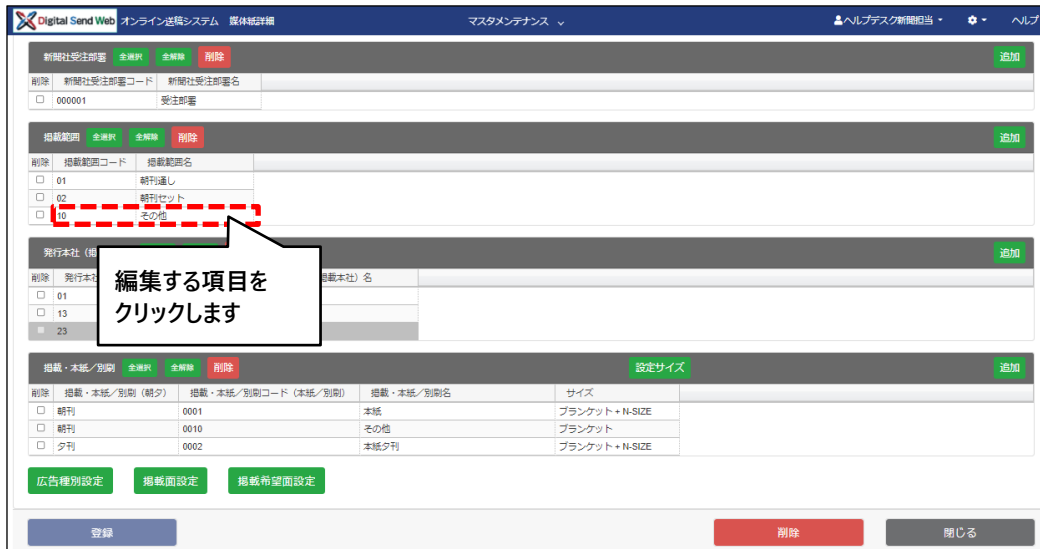 Digital Send Web オンライン送稿システム 媒体紙詳細 マスタメンテナンス ヘルプデスク新聞担当 ヘルプ
新聞社受注部署 全選択 全解除 削除 追加
削除 新聞社受注部署コード 新聞社受注部署名
000001 受注部署
掲載範囲 全選択 全解除 削除 追加
削除 掲載範囲コード 掲載範囲名
01 朝刊通し
02 朝刊セット
10 その他
発行本社（掲 追加
削除 発行本社 掲載本社）名
01
13
23
編集する項目を
クリックします
掲載・本紙／別刷 全選択 全解除 削除 設定サイズ 追加
削除 掲載・本紙／別刷（朝夕） 掲載・本紙／別刷コード（本紙／別刷） 掲載・本紙／別刷名 サイズ
朝刊 0001 本紙 ブランケット + N-SIZE
朝刊 0010 その他 ブランケット
夕刊 0002 本紙夕刊 ブランケット + N-SIZE
広告種別設定 掲載面設定 掲載希望面設定
登録 削除 閉じる